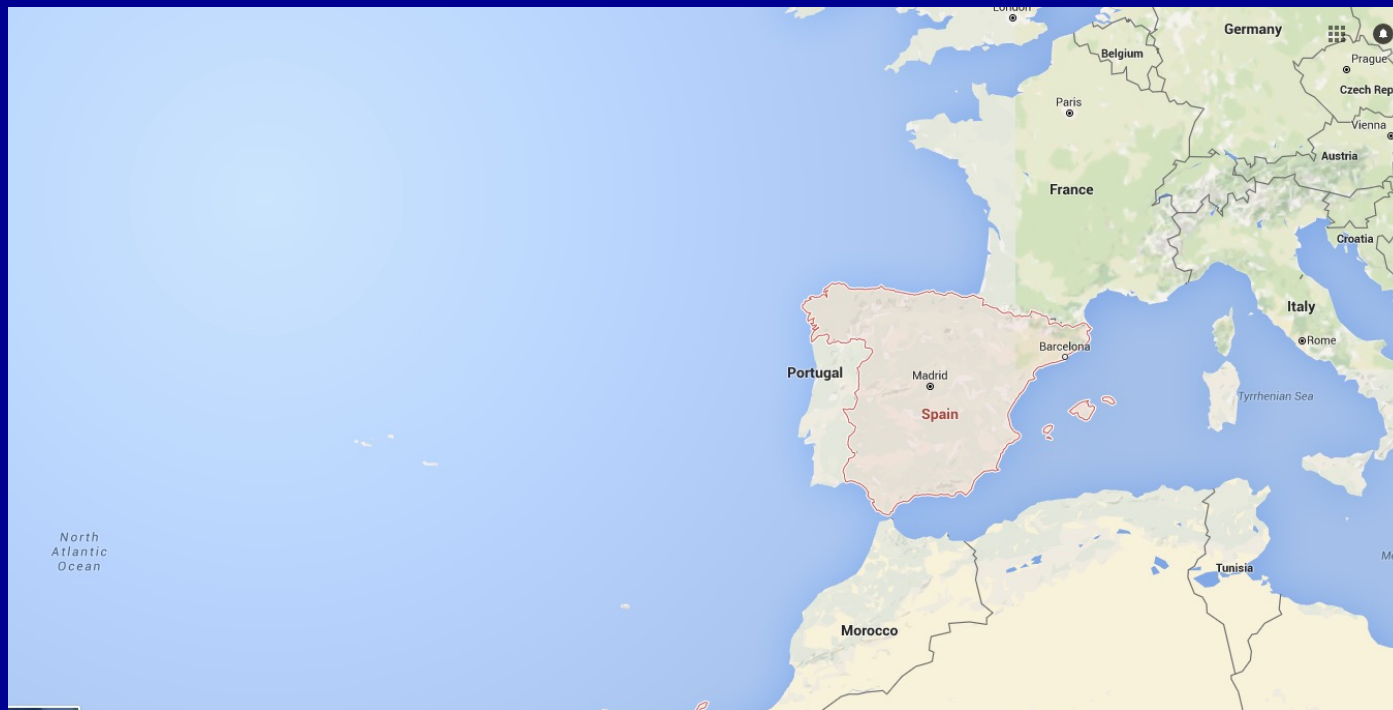 London
Germany
Belgium
Prague
Paris
Czech Rep
Vienna
Austria
France
Croatia
Italy
Barcelona
Rome
Portugal
Madrid
Tyrrhenian Sea
Spain
North
Atlantic
Ocean
Me
Tunisia
Morocco